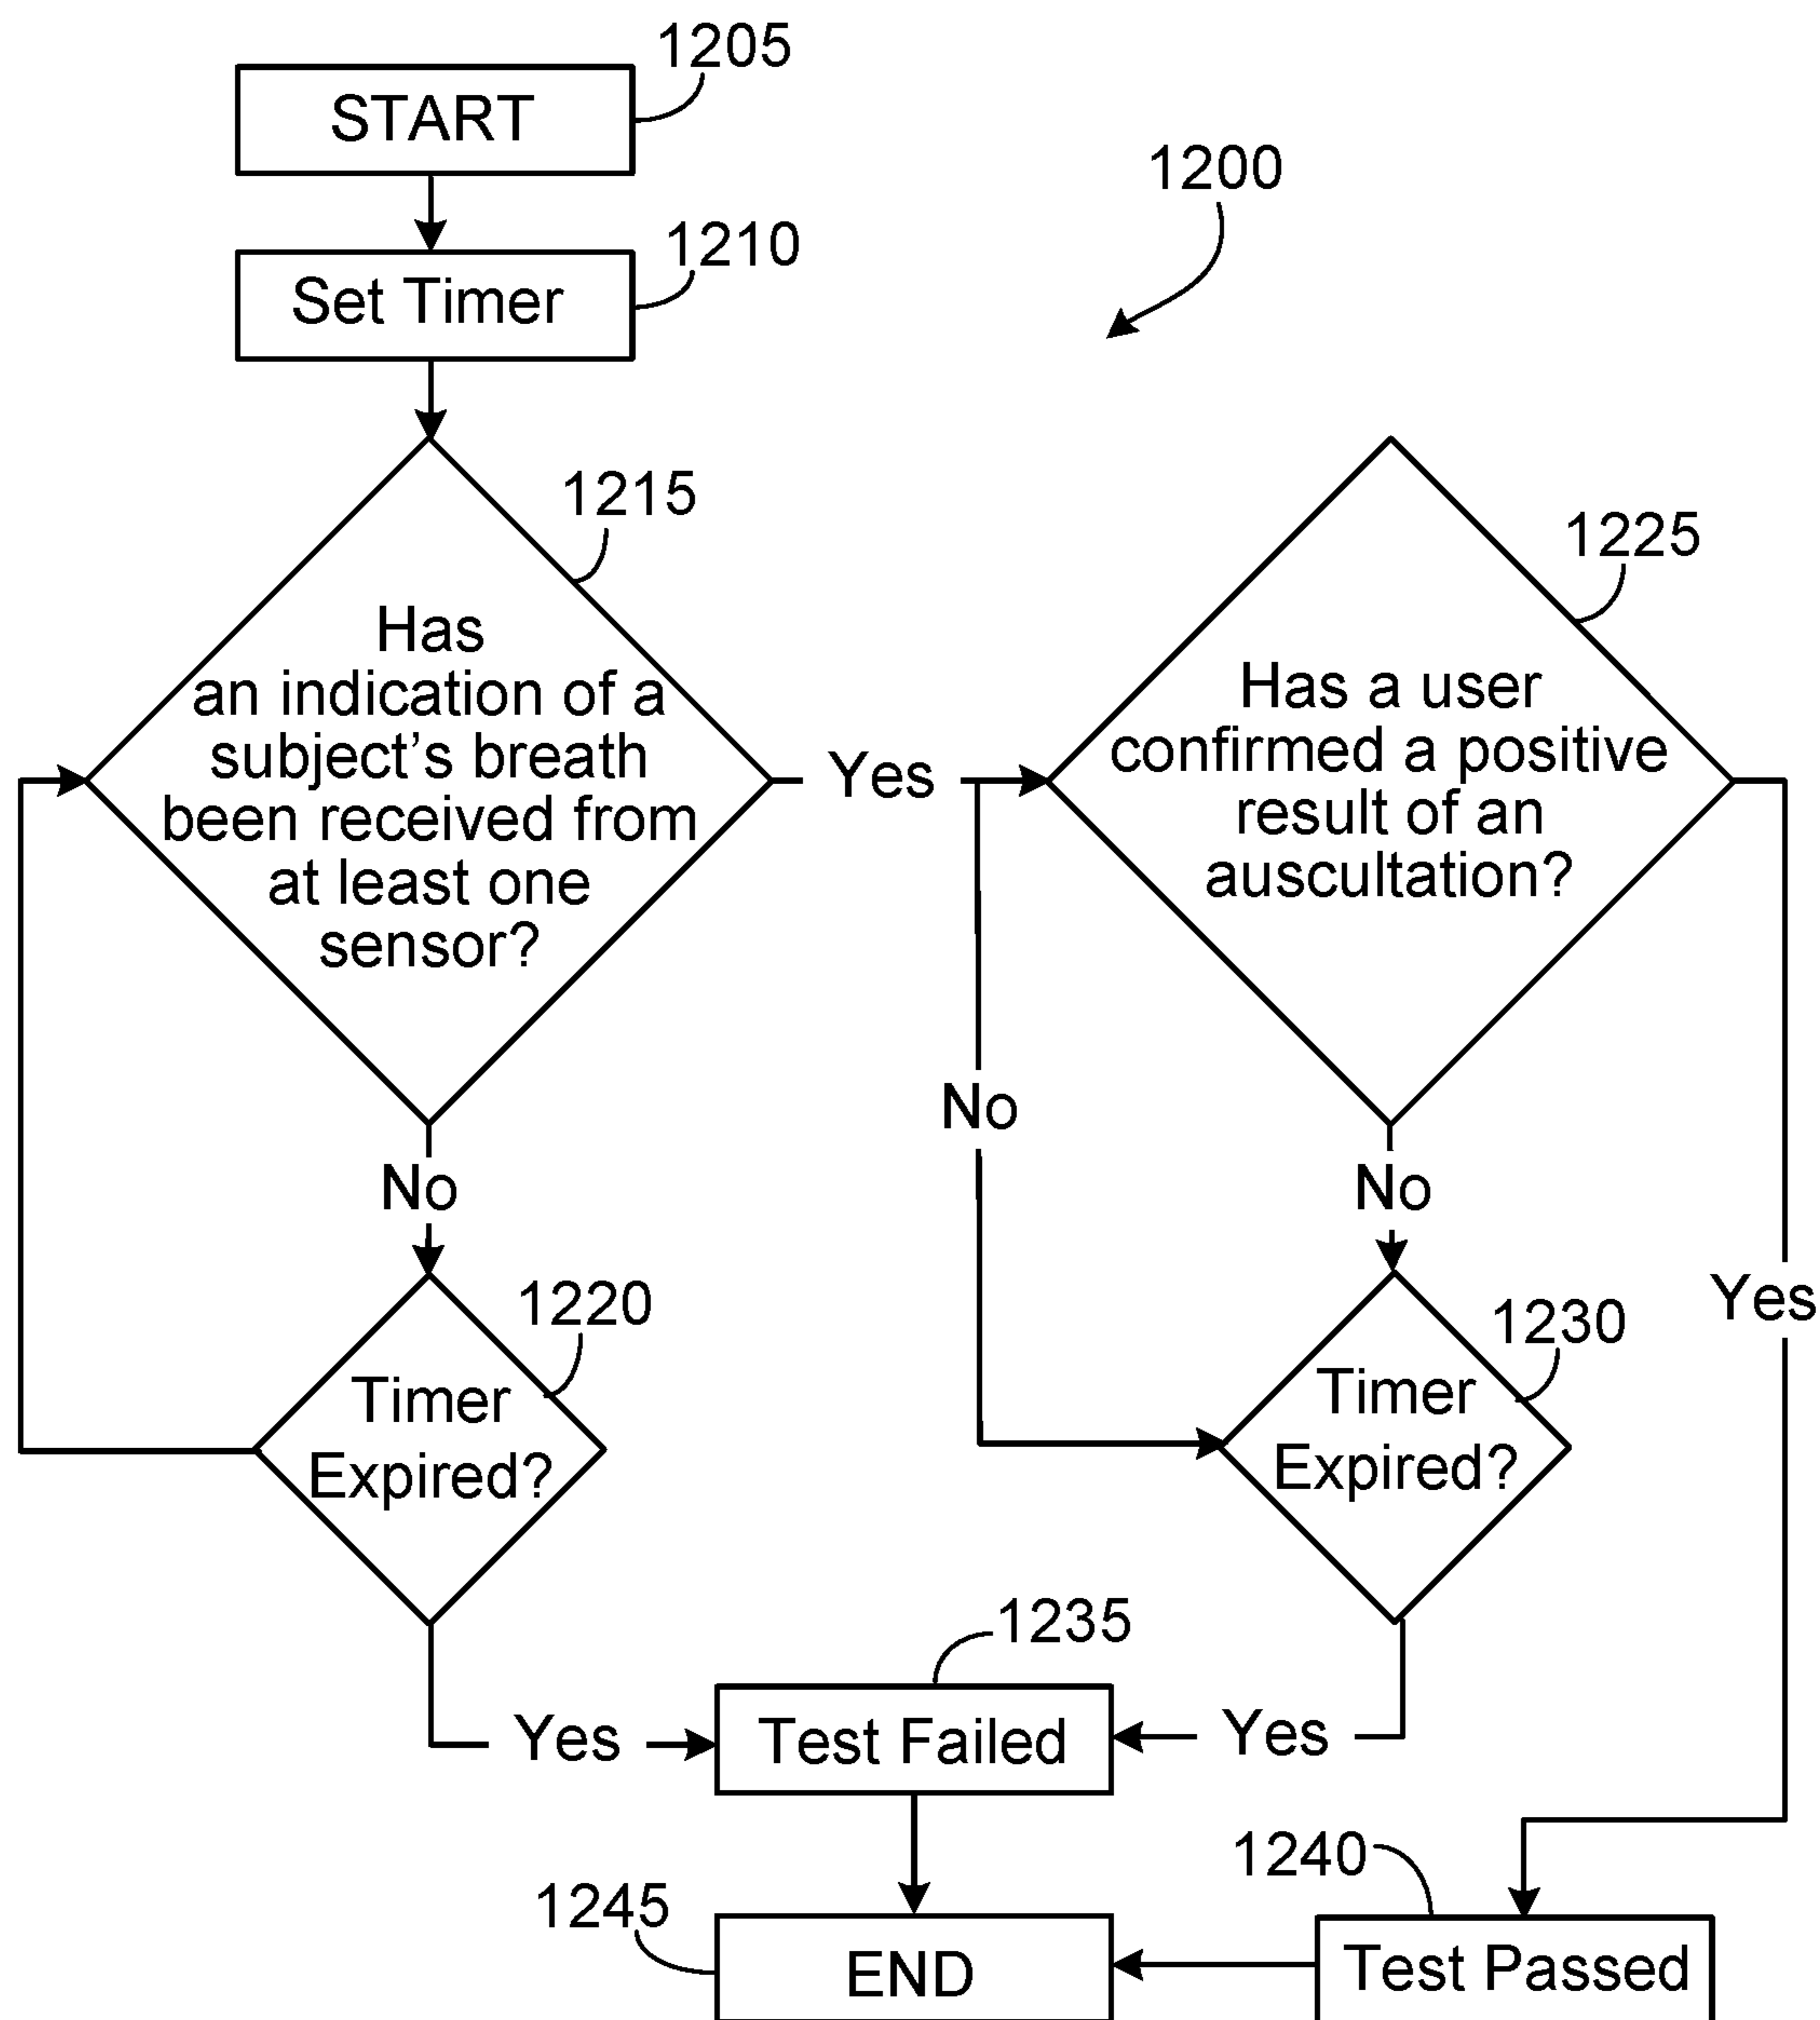 1205
START
1200
1210
Set Timer
1215
Has
an indication of a
subject's breath
been received from
at least one
sensor?
Yes
1225
Has a user
confirmed a positive
result of an
auscultation?
No
No
No
Yes
1220
Timer
Expired?
1230
Timer
Expired?
1235
Yes
Test Failed
Yes
1240
1245
END
Test Passed